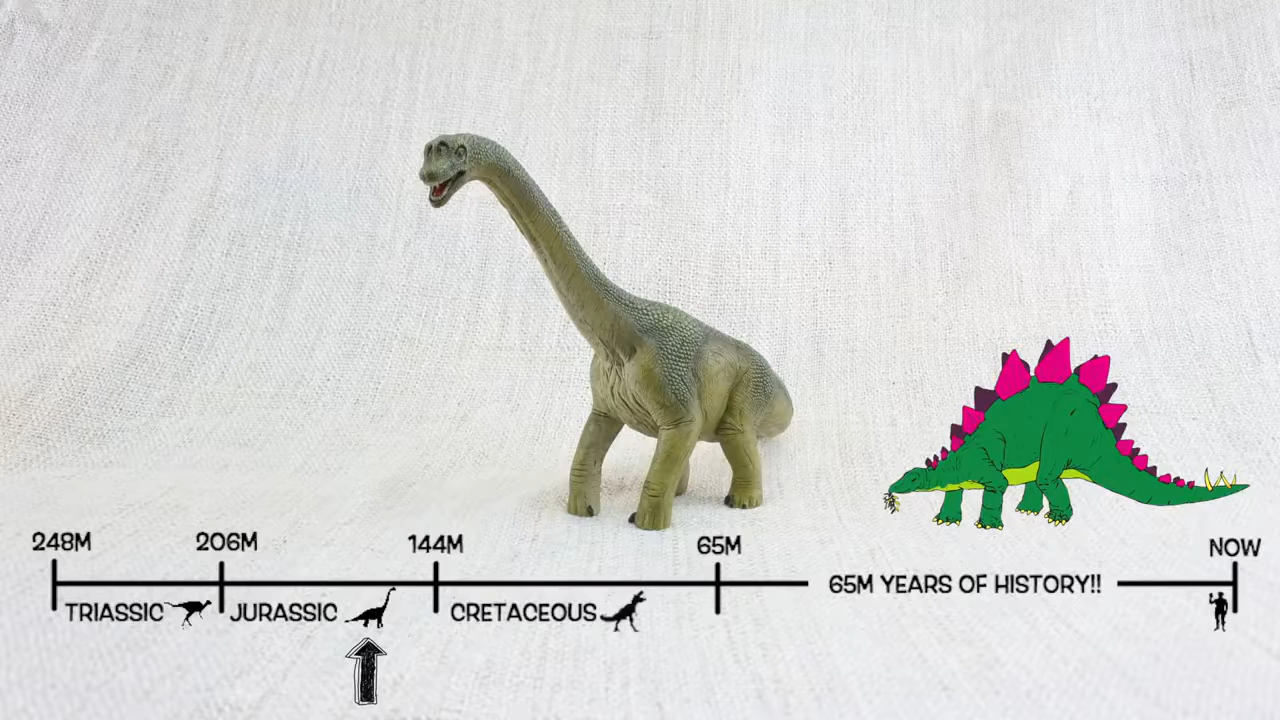 248M
206M
144M
65M
NOW
65M YEARS OF HISTORY!!
TRIASSIC
JURASSIC
CRETACEOUS